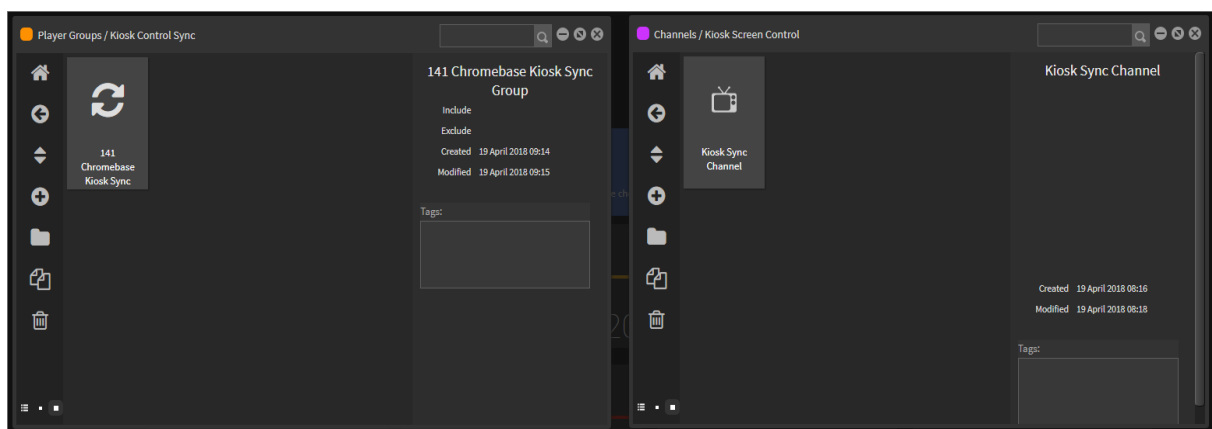 Player Groups / Kiosk Control Sync
141
Chromebase
Kiosk Sync
141 Chromebase Kiosk Sync
Group
Include
Exclude
Created 19 April 2018 09:14
Modified 19 April 2018 09:15
Tags:
Channels / Kiosk Screen Control
Kiosk Sync
Channel
Kiosk Sync Channel
Created 19 April 2018 08:16
Modified 19 April 2018 08:18
Tags: